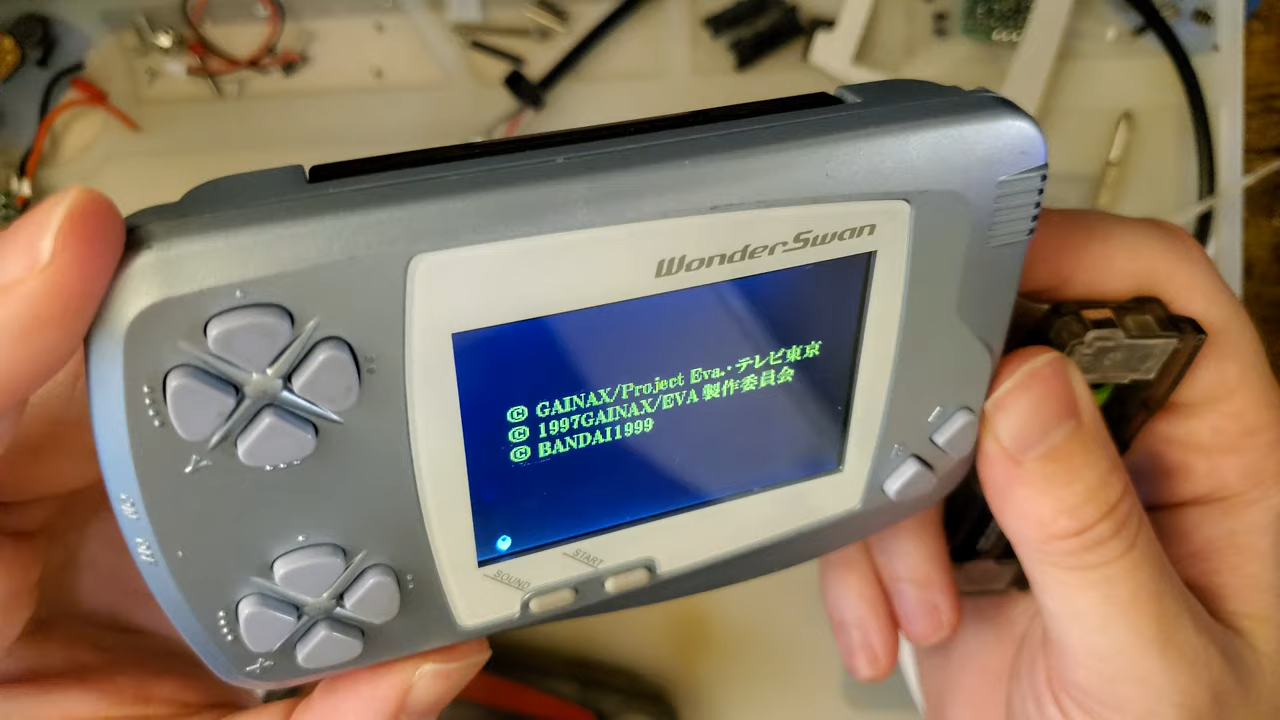 WonderSwan
© GAINAX/Project Eva.・テレビ東京
© 1997GAINAX/EVA 製作委員会
© BANDAI1999
START
SOUND
Y
X
A